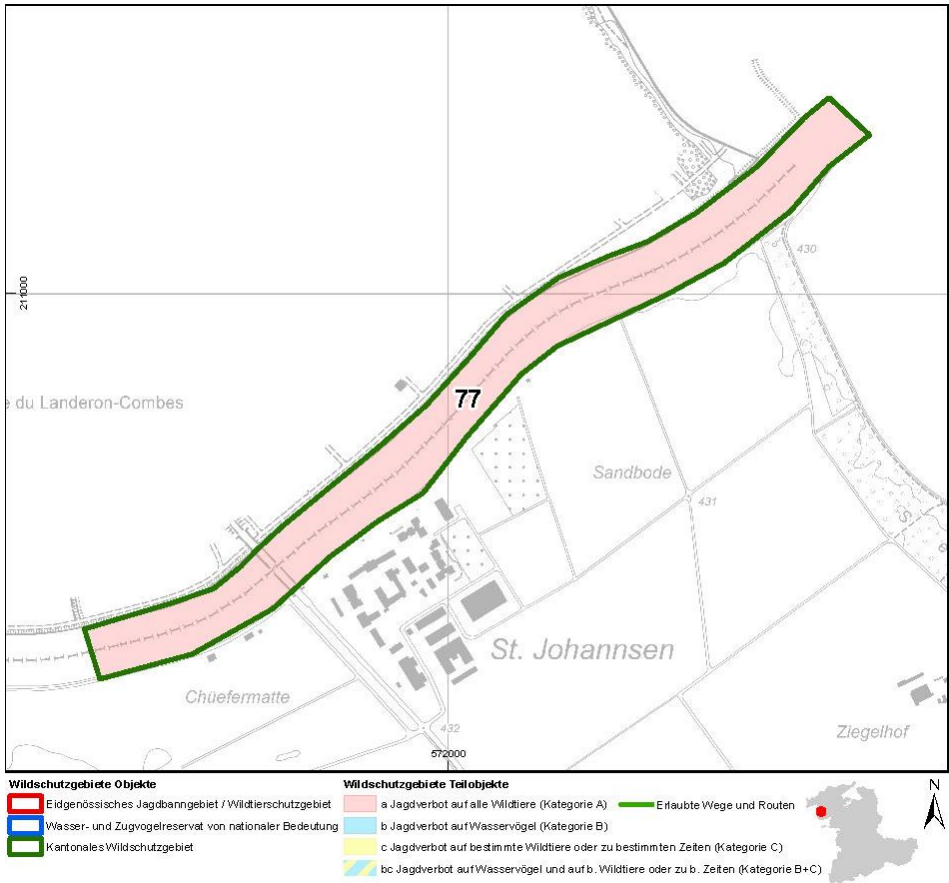 430
211000
e du Landeron-Combes
77
Sandbode
431
S
St. Johannsen
Chüefermatte
432
Ziegelhof
572000
Wildschutzgebiete Objekte
Eidgenössisches Jagdbanngebiet / Wildtierschutzgebiet
Wasser- und Zugvogelreservat von nationaler Bedeutung
Kantonales Wildschutzgebiet
Wildschutzgebiete Teilobjekte
a Jagdverbot auf alle Wildtiere (Kategorie A)
b Jagdverbot auf Wasservögel (Kategorie B)
c Jagdverbot auf bestimmte Wildtiere oder zu bestimmten Zeiten (Kategorie C)
bc Jagdverbot auf Wasservögel und auf b. Wildtiere oder zu b. Zeiten (Kategorie B+C)
Erlaubte Wege und Routen
N